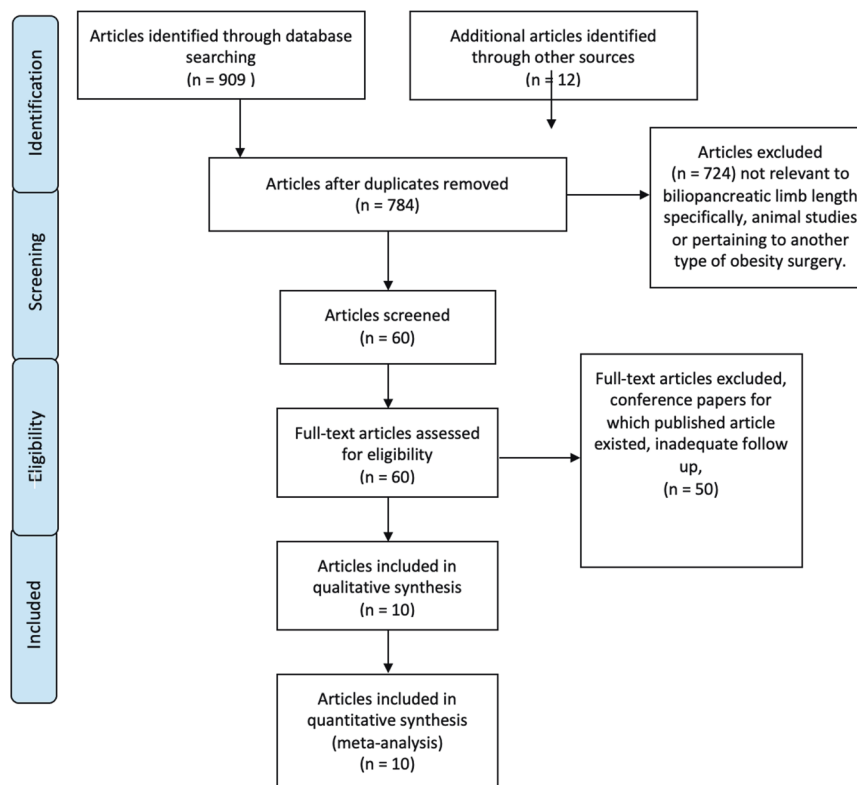 Identification
Articles identified through database
searching
(n = 909 )
Additional articles identified
through other sources
(n = 12)
Articles after duplicates removed
(n = 784)
Articles excluded
(n = 724) not relevant to
biliopancreatic limb length
specifically, animal studies
or pertaining to another
type of obesity surgery.
Screening
Articles screened
(n = 60)
Eligibility
Full-text articles assessed
for eligibility
(n = 60)
Full-text articles excluded,
conference papers for
which published article
existed, inadequate follow
up,
(n = 50)
Included
Articles included in
qualitative synthesis
(n = 10)
Articles included in
quantitative synthesis
(meta-analysis)
(n = 10)